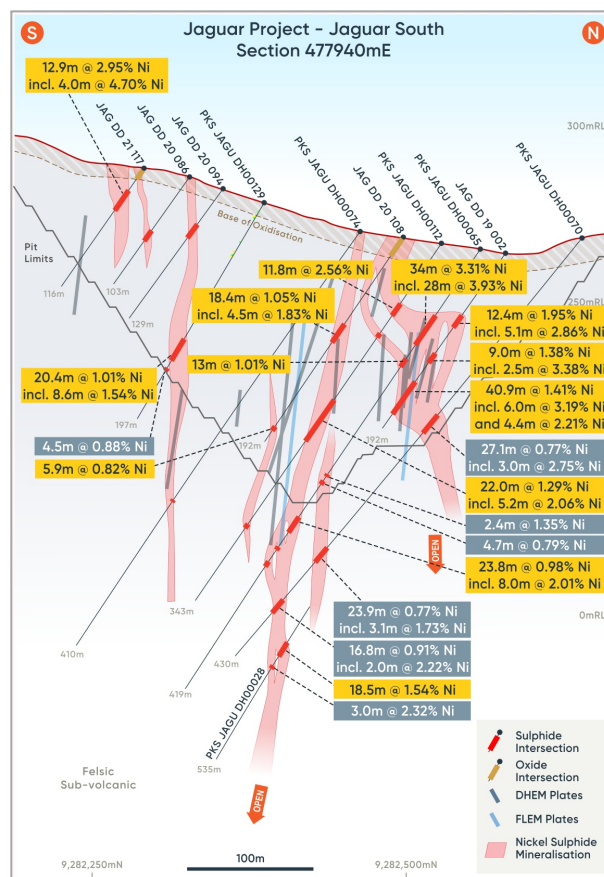 S
Jaguar Project - Jaguar South
Section 477940mE
N
12.9m @ 2.95% Ni
incl. 4.0m @ 4.70% Ni
JAG DD 21 117
JAG DD 20 086
JAG DD 20 094
PKS JAGU DH00129
PKS JAGU DH00074
JAG DD 20 108
PKS JAGU DH00112
PKS JAGU DH00065
JAG DD 19 002
PKS JAGU DH00070
300mRL
Base of Oxidisation
Pit
Limits
250mRL
116m
103m
129m
11.8m @ 2.56% Ni
34m @ 3.31% Ni
incl. 28m @ 3.93% Ni
18.4m @ 1.05% Ni
incl. 4.5m @ 1.83% Ni
12.4m @ 1.95% Ni
incl. 5.1m @ 2.86% Ni
13m @ 1.01% Ni
9.0m @ 1.38% Ni
incl. 2.5m @ 3.38% Ni
20.4m @ 1.01% Ni
incl. 8.6m @ 1.54% Ni
40.9m @ 1.41% Ni
incl. 6.0m @ 3.19% Ni
and 4.4m @ 2.21% Ni
197m
192m
192m
4.5m @ 0.88% Ni
5.9m @ 0.82% Ni
27.1m @ 0.77% Ni
incl. 3.0m @ 2.75% Ni
22.0m @ 1.29% Ni
incl. 5.2m @ 2.06% Ni
2.4m @ 1.35% Ni
4.7m @ 0.79% Ni
23.8m @ 0.98% Ni
incl. 8.0m @ 2.01% Ni
OPEN
343m
0mRL
23.9m @ 0.77% Ni
incl. 3.1m @ 1.73% Ni
16.8m @ 0.91% Ni
incl. 2.0m @ 2.22% Ni
410m
430m
419m
18.5m @ 1.54% Ni
3.0m @ 2.32% Ni
PKS JAGU DH00028
535m
Felsic
Sub-volcanic
OPEN
Sulphide
Intersection
Oxide
Intersection
DHEM Plates
FLEM Plates
Nickel Sulphide
Mineralisation
9,282,250mN
100m
9,282,500mN